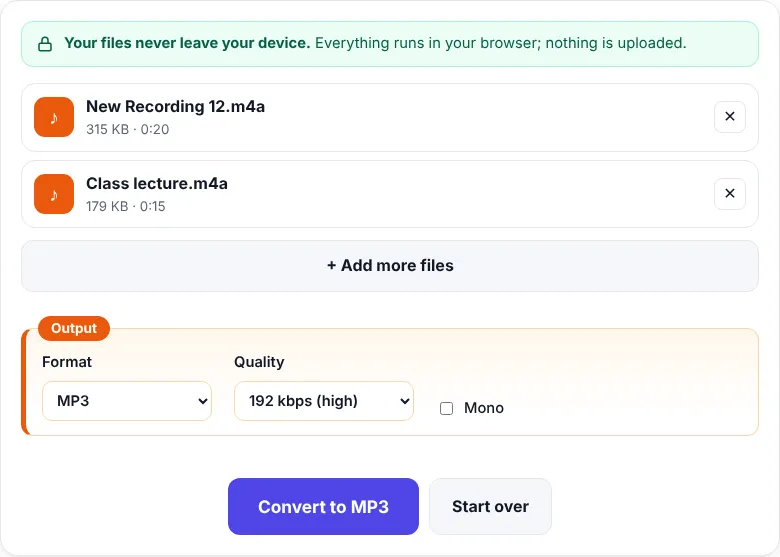 Your files never leave your device. Everything runs in your browser; nothing is uploaded.
♪
New Recording 12.m4a
315 KB · 0:20
✕
♪
Class lecture.m4a
179 KB · 0:15
✕
+ Add more files
Output
Format
Quality
MP3
192 kbps (high)
Mono
Convert to MP3
Start over